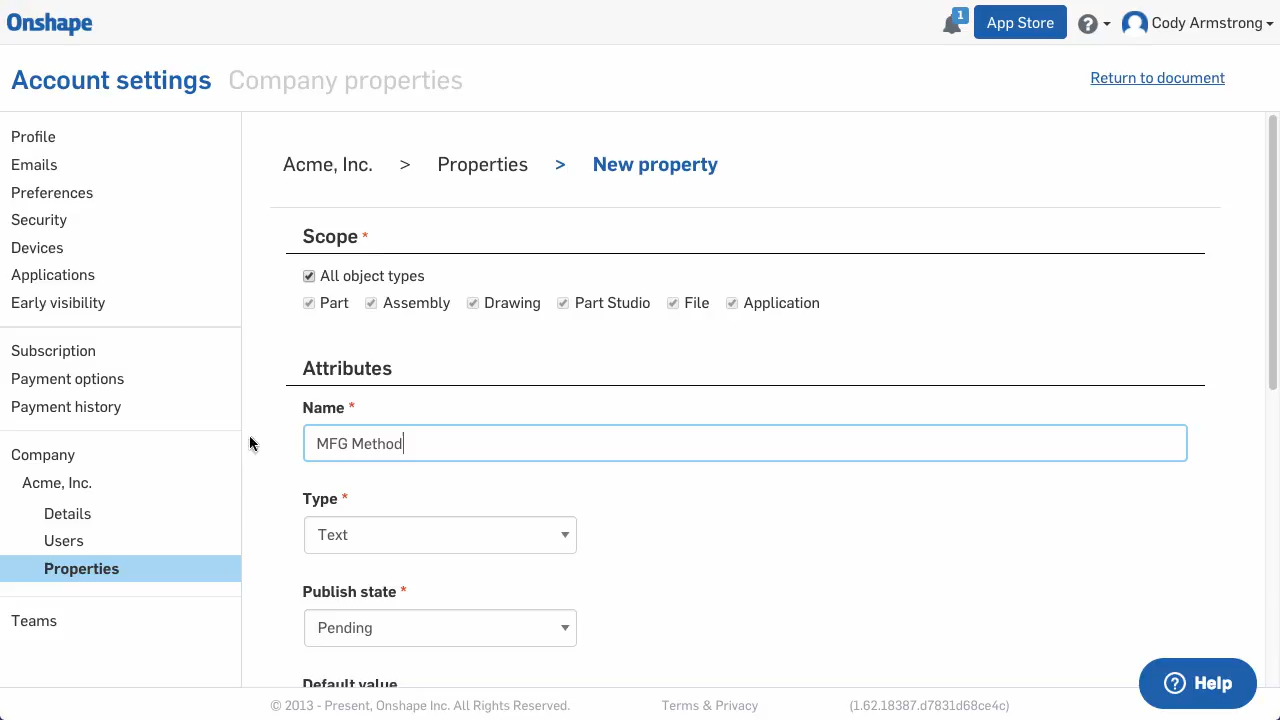 Onshape
1
App Store
Cody Armstrong
Account settings
Company properties
Return to document
Profile
Emails
Preferences
Security
Devices
Applications
Early visibility
Subscription
Payment options
Payment history
Company
Acme, Inc.
Details
Users
Properties
Teams
Acme, Inc. > Properties > New property
Scope *
All object types
Part Assembly Drawing Part Studio File Application
Attributes
Name *
MFG Method
Type *
Text
Publish state *
Pending
Default value
? Help
© 2013 - Present, Onshape Inc. All Rights Reserved. Terms & Privacy (1.62.18387.d7831d68ce4c)